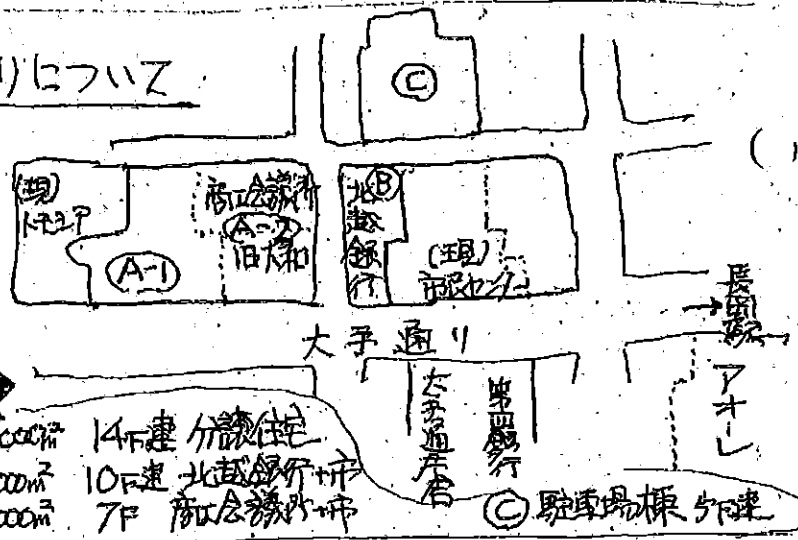 りについて
Ⓒ
(現)
トモシア
商工会議所
Ⓐ-2
旧大和
Ⓐ-1
Ⓑ
北越銀行
(現)
市民センター
大手通り
長岡駅
アオーレ
大手通庁舎
第四銀行
14F建 分譲住宅
000㎡ 10F建 北越銀行+市
000㎡ 7F 商工会議所+市
Ⓒ 駐車場棟